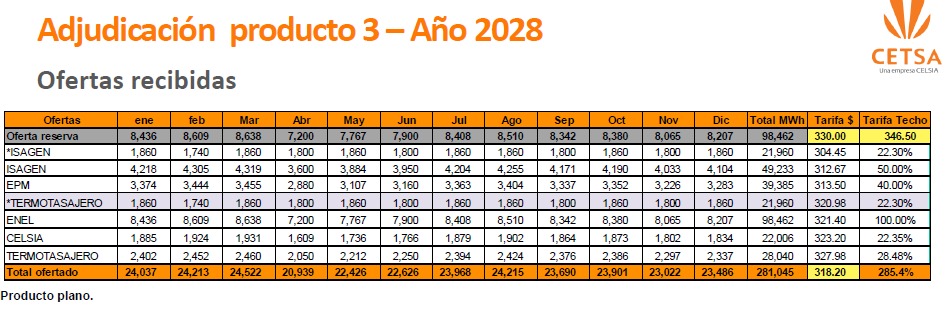 Adjudicación producto 3 – Año 2028
CETSA
Una empresa CELSIA
Ofertas recibidas
Ofertas ene feb Mar Abr May Jun Jul Ago Sep Oct Nov Dic Total MWh Tarifa $ Tarifa Techo
Oferta reserva 8,436 8,609 8,638 7,200 7,767 7,900 8,408 8,510 8,342 8,380 8,065 8,207 98,462 330.00 346.50
*ISAGEN 1,860 1,740 1,860 1,800 1,860 1,800 1,860 1,860 1,800 1,860 1,800 1,860 21,960 304.45 22.30%
ISAGEN 4,218 4,305 4,319 3,600 3,884 3,950 4,204 4,255 4,171 4,190 4,033 4,104 49,233 312.67 50.00%
EPM 3,374 3,444 3,455 2,880 3,107 3,160 3,363 3,404 3,337 3,352 3,226 3,283 39,385 313.50 40.00%
*TERMOTASAJERO 1,860 1,740 1,860 1,800 1,860 1,800 1,860 1,860 1,800 1,860 1,800 1,860 21,960 320.98 22.30%
ENEL 8,436 8,609 8,638 7,200 7,767 7,900 8,408 8,510 8,342 8,380 8,065 8,207 98,462 321.40 100.00%
CELSIA 1,885 1,924 1,931 1,609 1,736 1,766 1,879 1,902 1,864 1,873 1,802 1,834 22,006 323.20 22.35%
TERMOTASAJERO 2,402 2,452 2,460 2,050 2,212 2,250 2,394 2,424 2,376 2,386 2,297 2,337 28,040 327.98 28.48%
Total ofertado 24,037 24,213 24,522 20,939 22,426 22,626 23,968 24,215 23,690 23,901 23,022 23,486 281,045 318.20 285.4%
Producto plano.